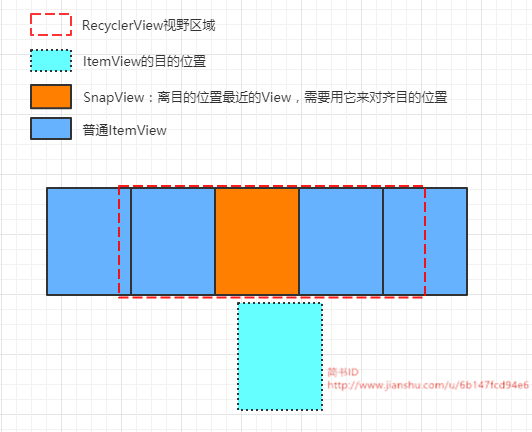 RecyclerView视野区域
ItemView的目的位置
SnapView：离目的位置最近的View，需要用它来对齐目的位置
普通ItemView
简书ID
http://www.jianshu.com/u/6b147fcd94e6